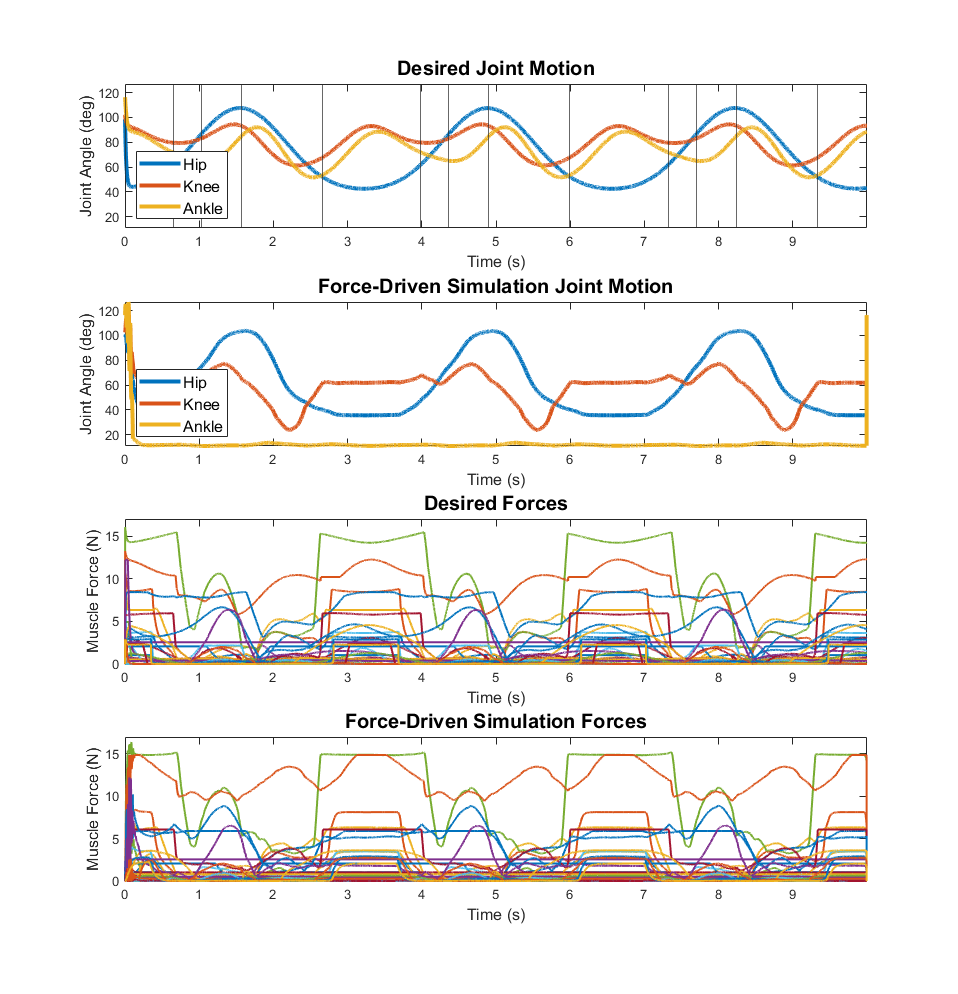 Desired Joint Motion
Joint Angle (deg)
120
100
80
60
40
20
Hip
Knee
Ankle
0 1 2 3 4 5 6 7 8 9
Time (s)
Force-Driven Simulation Joint Motion
Joint Angle (deg)
120
100
80
60
40
20
Hip
Knee
Ankle
0 1 2 3 4 5 6 7 8 9
Time (s)
Desired Forces
Muscle Force (N)
15
10
5
0
0 1 2 3 4 5 6 7 8 9
Time (s)
Force-Driven Simulation Forces
Muscle Force (N)
15
10
5
0
0 1 2 3 4 5 6 7 8 9
Time (s)